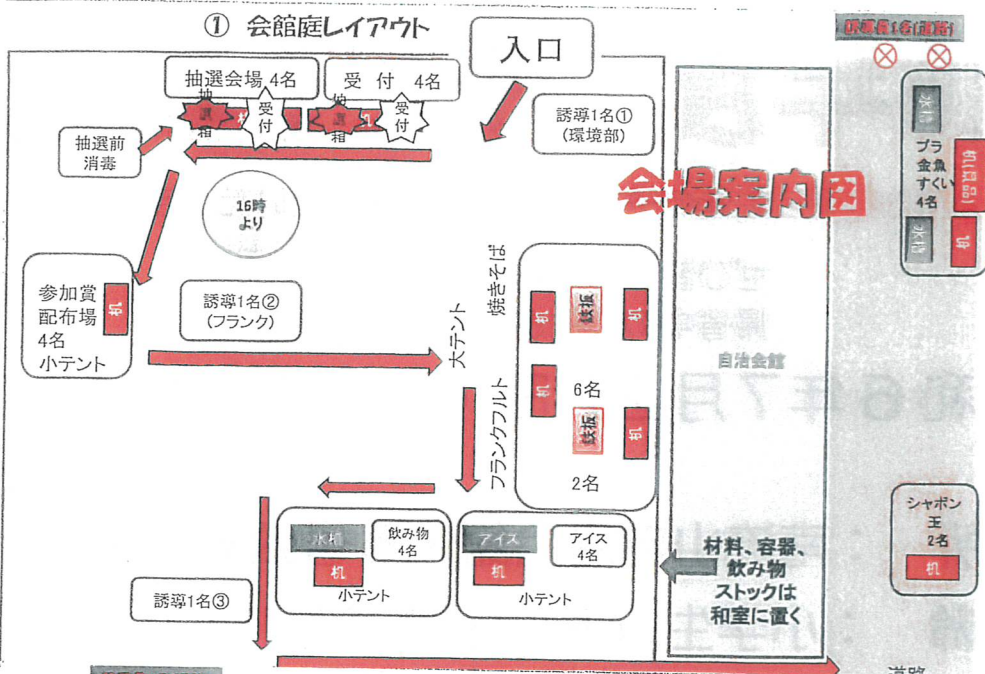 ① 会館庭レイアウト
入口
抽選会場 4名
受 付 4名
抽選箱
受付
抽選箱
受付
机
抽選前
消毒
誘導1名①
(環境部)
16時
より
会場案内図
参加賞
配布場
4名
小テント
机
誘導1名②
(フランク)
大テント
焼きそば
フランクフルト
机
鉄板
机
机
6名
鉄板
机
2名
自治会館
水槽
プラ
金魚
すくい
4名
机(景品)
水槽
机
シャボン
玉
2名
机
水槽
飲み物
4名
机
小テント
アイス
アイス
4名
机
小テント
材料、容器、
飲み物
ストックは
和室に置く
誘導1名③
道路